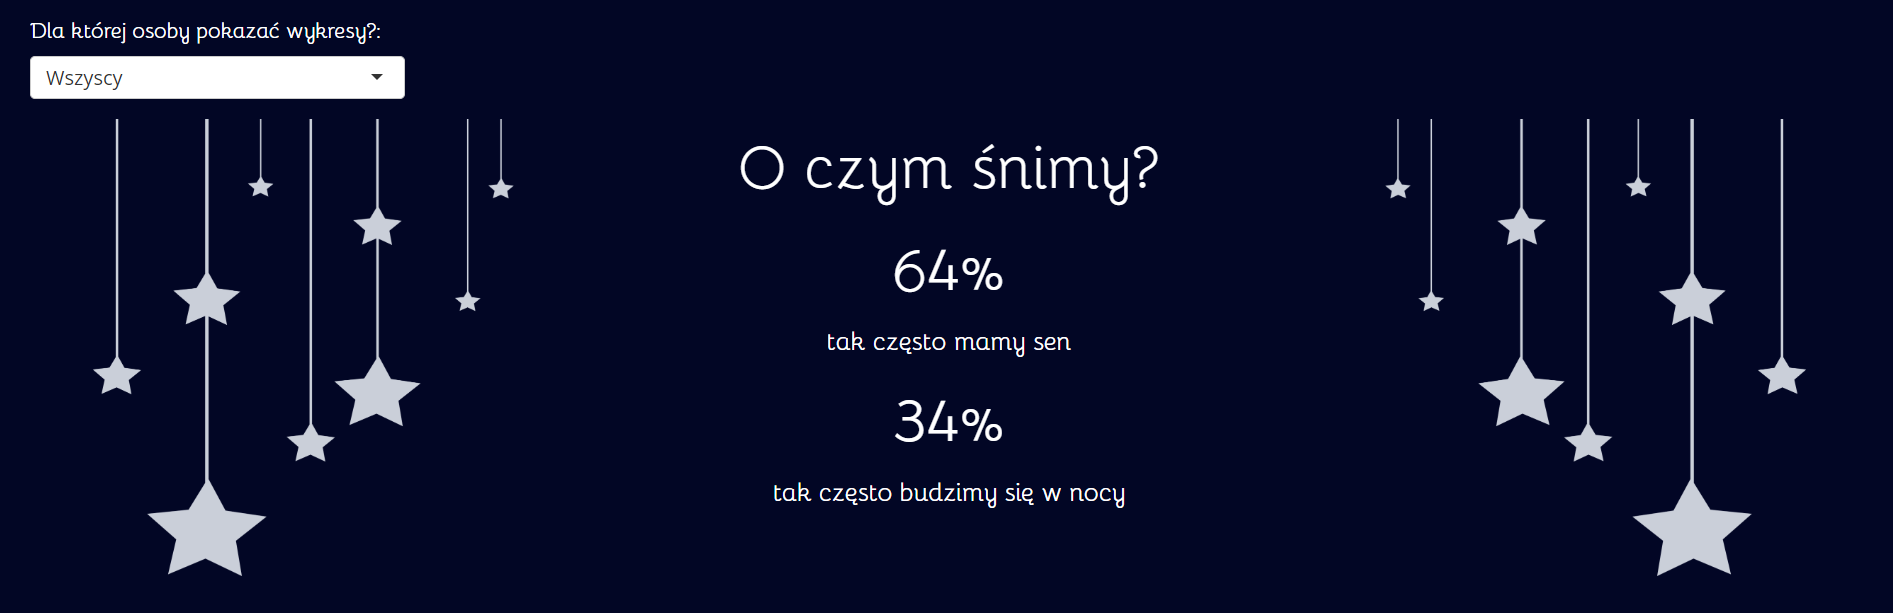 Dla której osoby pokazać wykresy?:
Wszyscy
O czym śnimy?
64%
tak często mamy sen
34%
tak często budzimy się w nocy